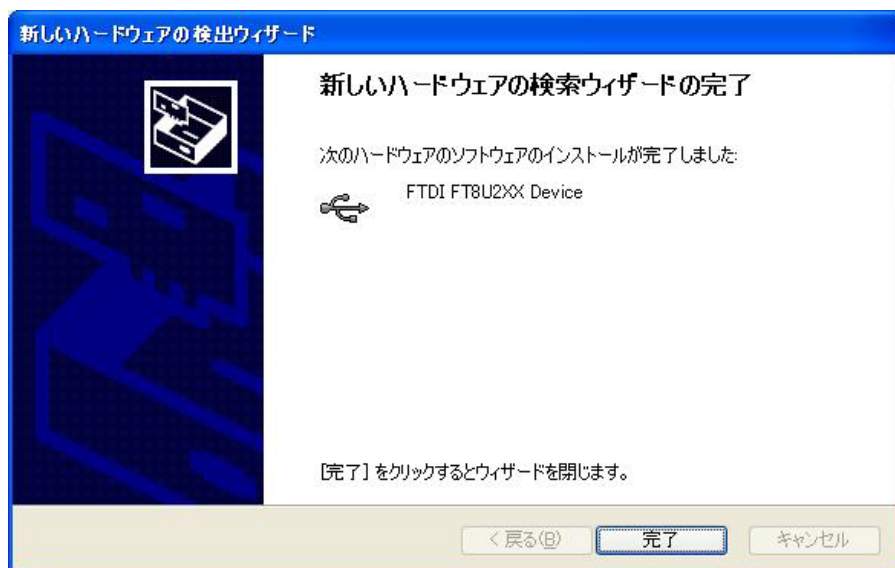 新しいハードウェアの検出ウィザード
新しいハードウェアの検索ウィザードの完了
次のハードウェアのソフトウェアのインストールが完了しました:
FTDI FT8U2XX Device
[完了] をクリックするとウィザードを閉じます。
< 戻る(B)
完了
キャンセル